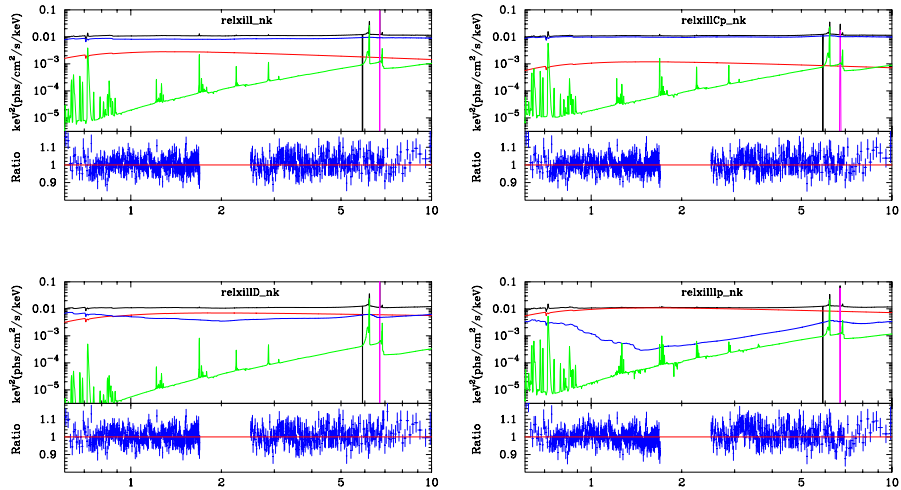 relxill_nk
keV²(phs/cm²/s/keV)
0.1
0.01
10⁻³
10⁻⁴
10⁻⁵
Ratio
1.1
1
0.9
1 2 5 10
relxillCp_nk
keV²(phs/cm²/s/keV)
0.1
0.01
10⁻³
10⁻⁴
10⁻⁵
Ratio
1.1
1
0.9
1 2 5 10
relxillD_nk
keV²(phs/cm²/s/keV)
0.1
0.01
10⁻³
10⁻⁴
10⁻⁵
Ratio
1.1
1
0.9
1 2 5 10
relxilllp_nk
keV²(phs/cm²/s/keV)
0.1
0.01
10⁻³
10⁻⁴
10⁻⁵
Ratio
1.1
1
0.9
1 2 5 10